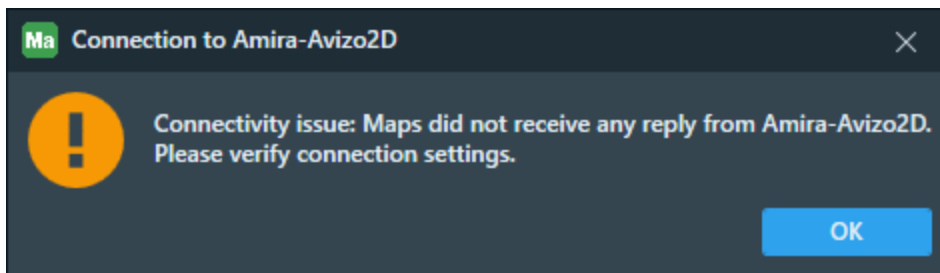 Ma Connection to Amira-Avizo2D
Connectivity issue: Maps did not receive any reply from Amira-Avizo2D.
Please verify connection settings.
OK